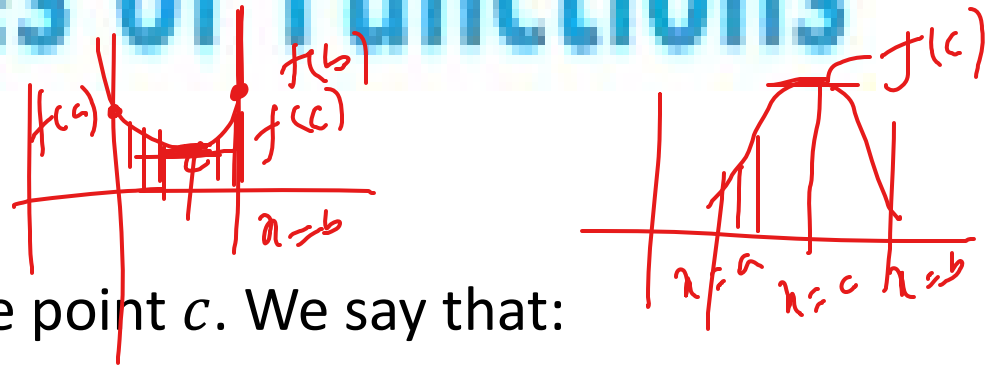 s of Functions
f(b)
f(a)
f(c)
f(c)
c
x=b
x=a
x=c
x=b
e point c. We say that: